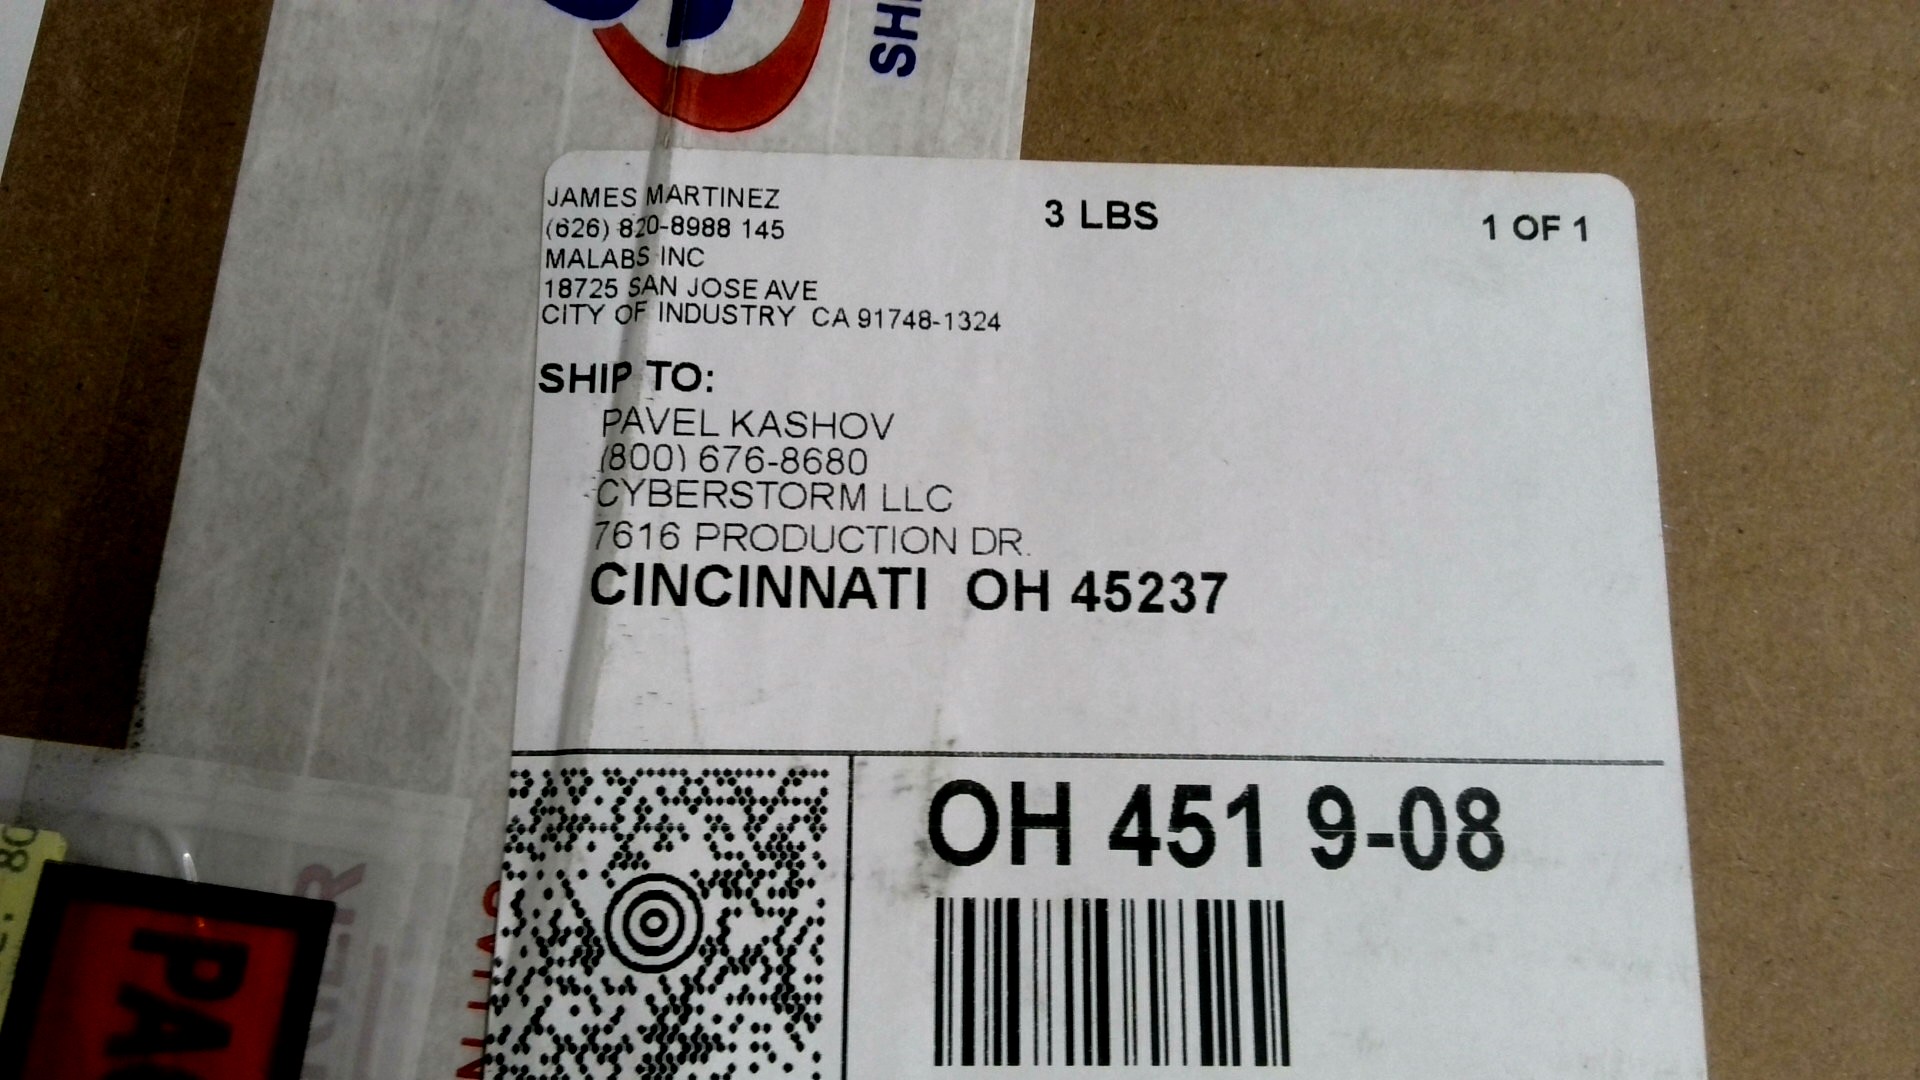 JAMES MARTINEZ
(626) 820-8988 145
MALABS INC
18725 SAN JOSE AVE
CITY OF INDUSTRY CA 91748-1324
3 LBS
1 OF 1
SHIP TO:
PAVEL KASHOV
(800) 676-8680
CYBERSTORM LLC
7616 PRODUCTION DR.
CINCINNATI OH 45237
OH 451 9-08